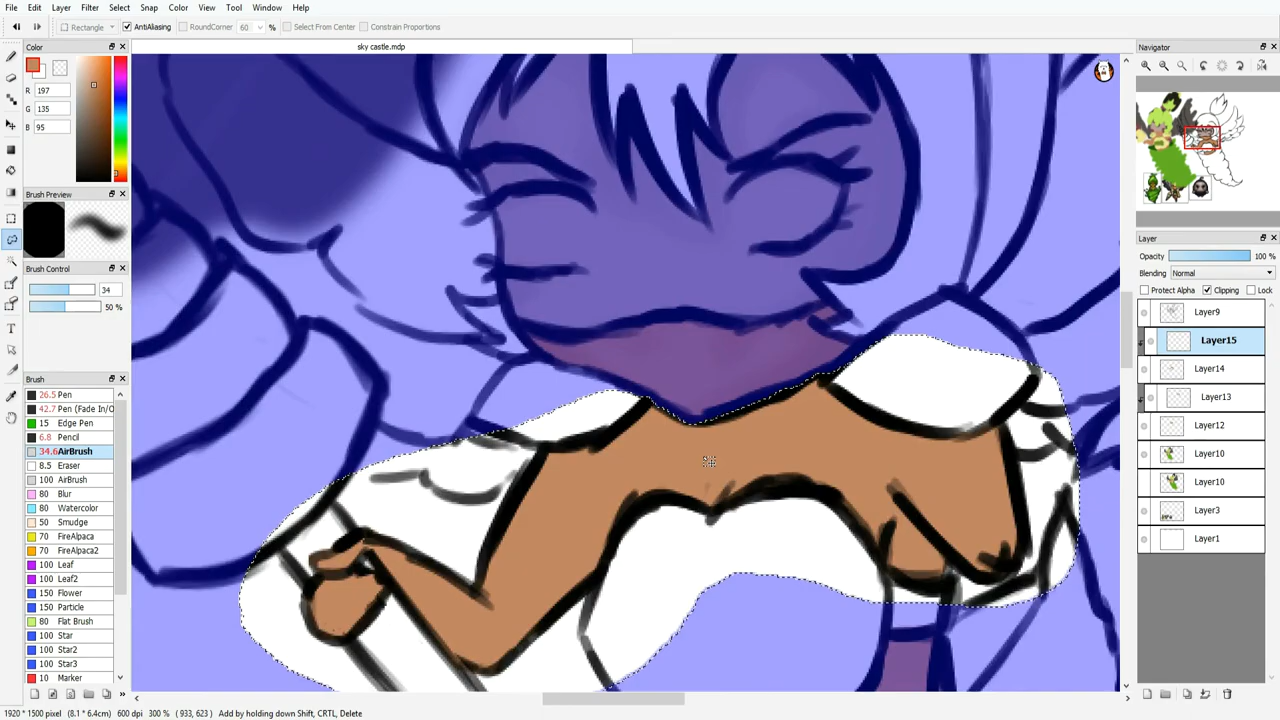 File Edit Filter Select Snap Color View Tool Window Help
Rectangle AntiAliasing RoundCorner 60 % Select From Center Constrain Proportions
sky castle.mdp
Color
R 197
G 135
B 95
Brush Preview
Brush Control
34
50 %
Brush
26.5 Pen
42.7 Pen (Fade In/O
15 Edge Pen
6.8 Pencil
34.6 AirBrush
8.5 Eraser
100 AirBrush
80 Blur
80 Watercolor
50 Smudge
70 FireAlpaca
70 FireAlpaca2
100 Leaf
100 Leaf2
150 Flower
150 Particle
80 Flat Brush
100 Star
100 Star2
100 Star3
10 Marker
Navigator
Layer
Opacity 100 %
Blending Normal
Protect Alpha Clipping Lock
Layer9
Layer15
Layer14
Layer13
Layer12
Layer10
Layer10
Layer3
Layer1
1920 * 1500 pixel (8.1 * 6.4cm) 600 dpi 300 % ( 933, 623 ) Add by holding down Shift, CRTL, Delete